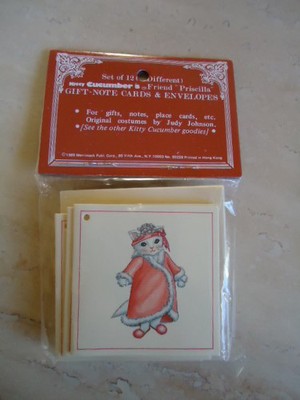 Set of 12 (All Different)
Kitty Cucumber's Friend "Priscilla"
GIFT-NOTE CARDS & ENVELOPES
• For gifts, notes, place cards, etc.
Original costumes by Judy Johnson.
• [See the other Kitty Cucumber goodies]
Printed in Hong Kong